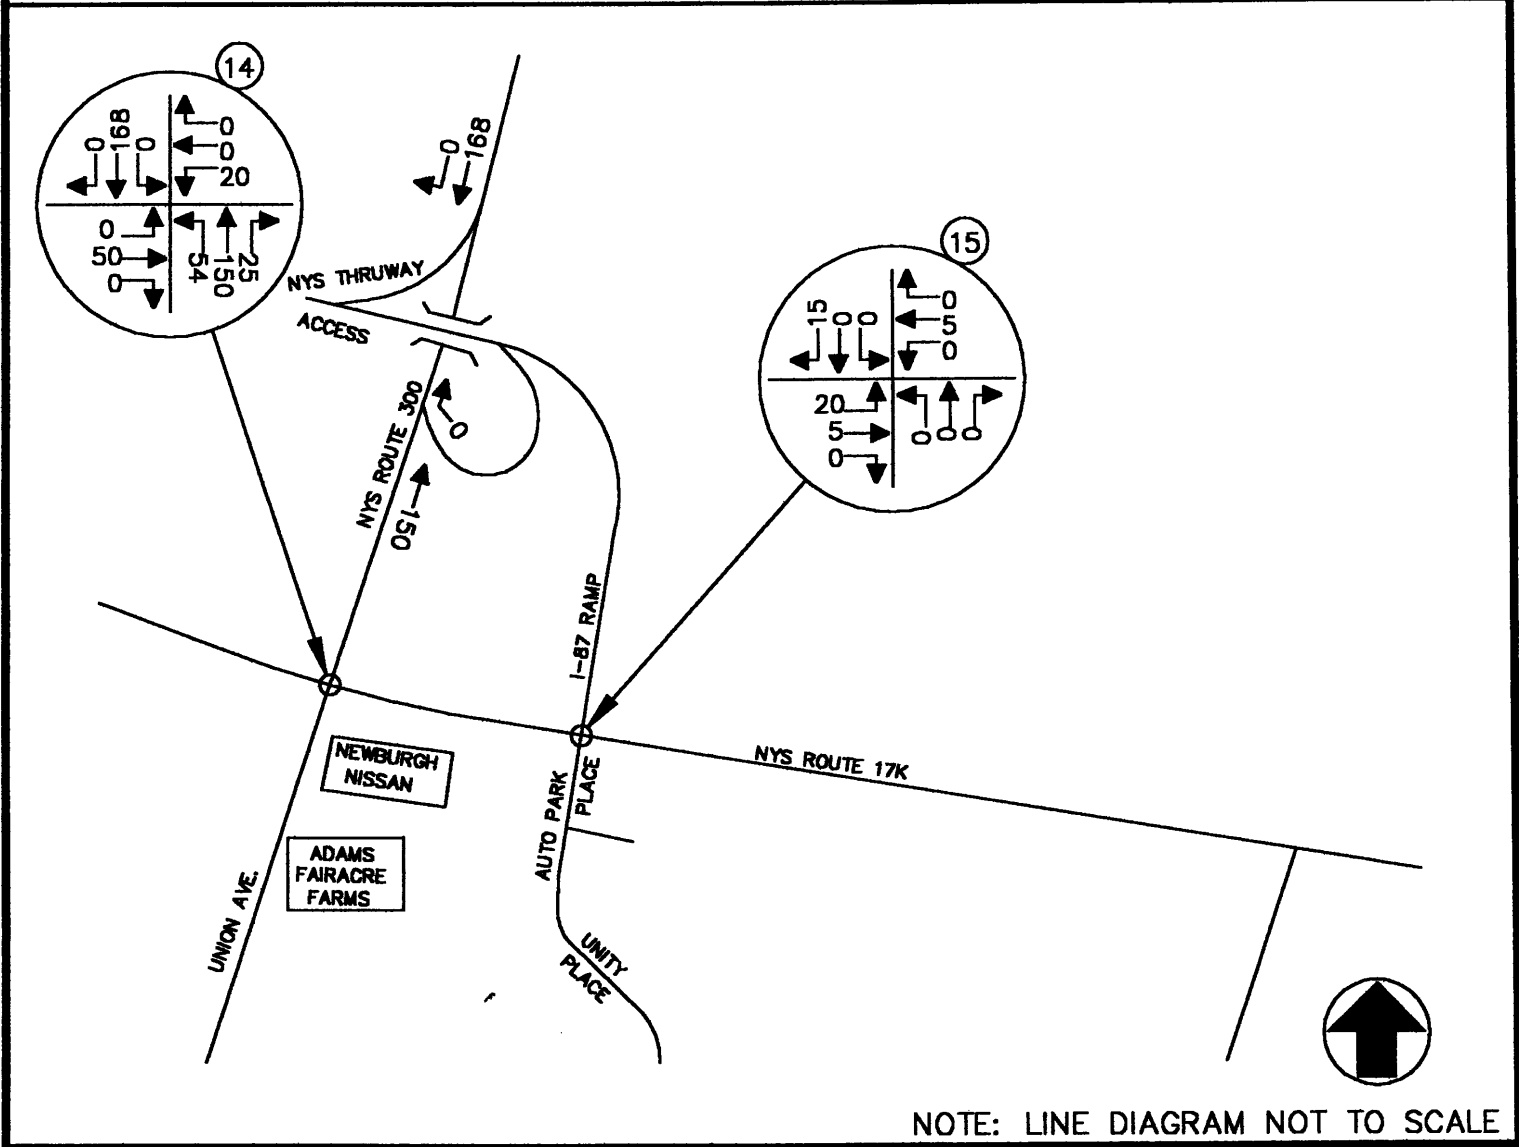 14
0
168
0
0
0
20
0
50
0
54
150
25
0
168
NYS THRUWAY
ACCESS
15
15
0
0
0
5
0
20
5
0
0
0
0
NYS ROUTE 300
0
150
I-87 RAMP
NEWBURGH
NISSAN
NYS ROUTE 17K
AUTO PARK
PLACE
ADAMS
FAIRACRE
FARMS
UNION AVE.
UNITY
PLACE
NOTE: LINE DIAGRAM NOT TO SCALE